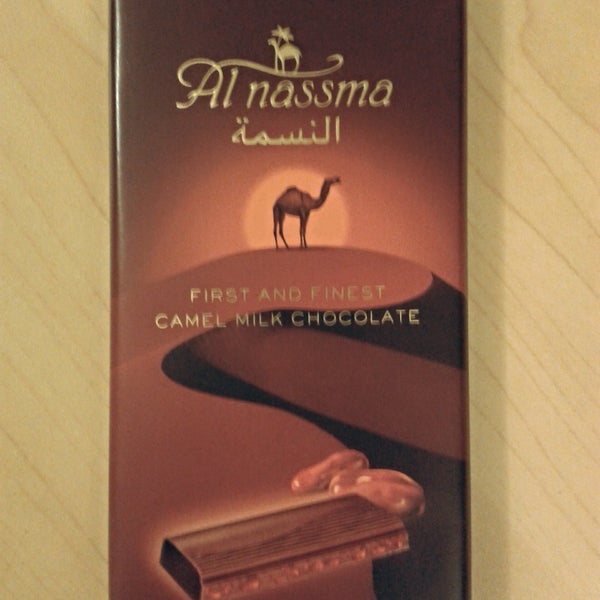 Al nassma
النسمة
FIRST AND FINEST
CAMEL MILK CHOCOLATE